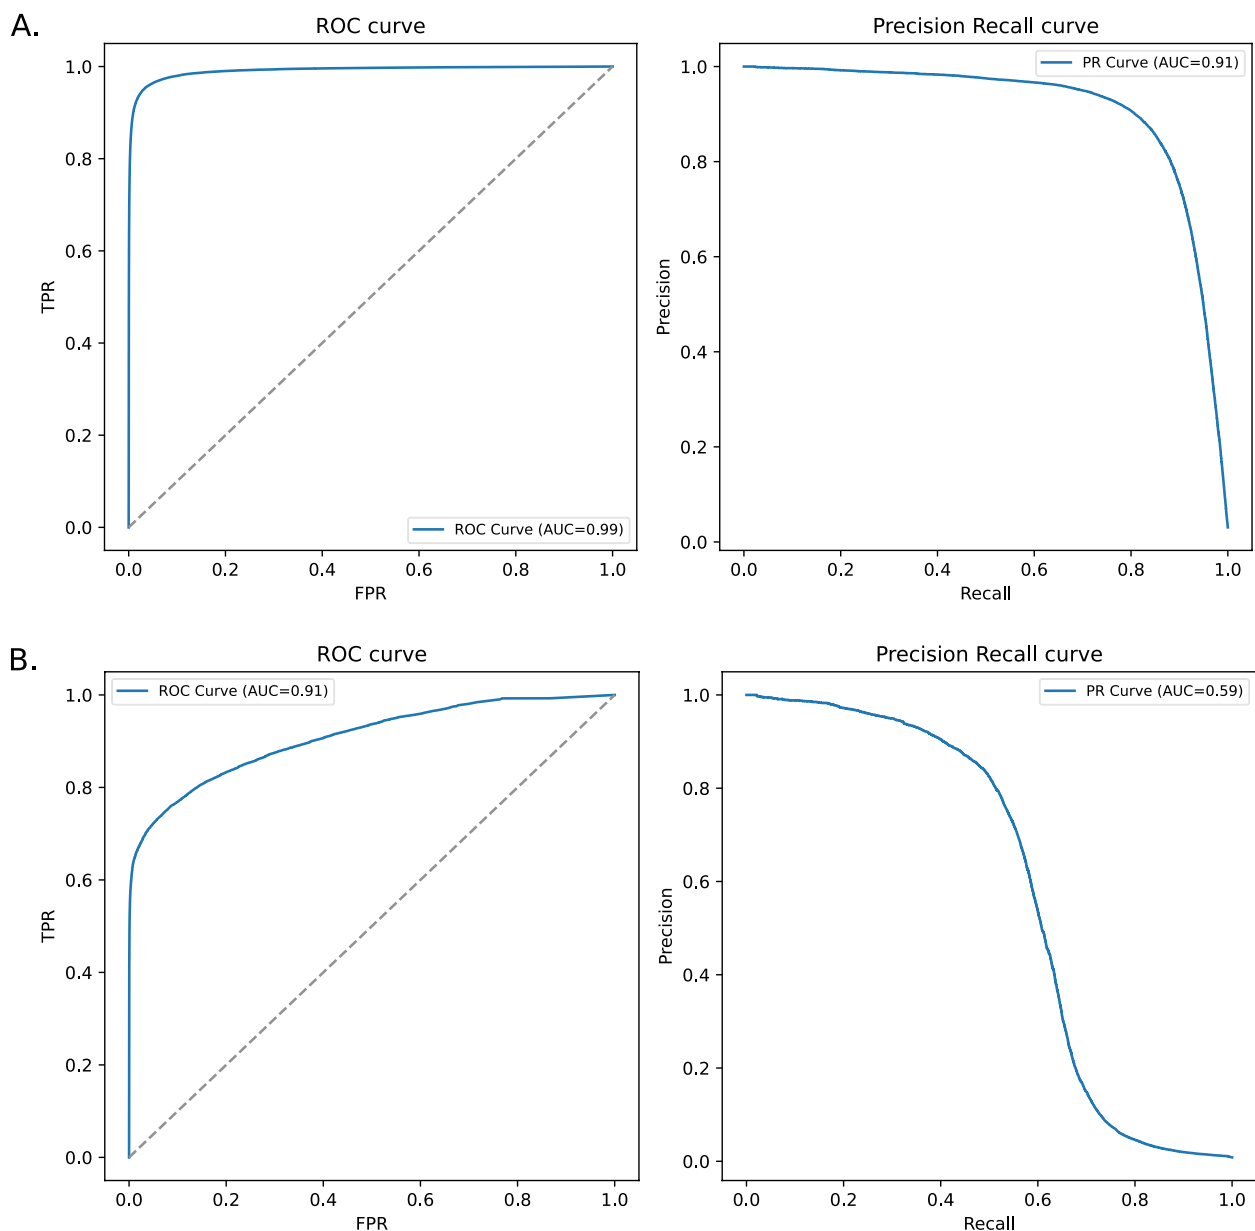 A.
ROC curve
1.0
0.8
0.6
0.4
0.2
0.0
TPR
ROC Curve (AUC=0.99)
0.0 0.2 0.4 0.6 0.8 1.0
FPR
Precision Recall curve
PR Curve (AUC=0.91)
1.0
0.8
0.6
0.4
0.2
0.0
Precision
0.0 0.2 0.4 0.6 0.8 1.0
Recall
B.
ROC curve
ROC Curve (AUC=0.91)
1.0
0.8
0.6
0.4
0.2
0.0
TPR
0.0 0.2 0.4 0.6 0.8 1.0
FPR
Precision Recall curve
PR Curve (AUC=0.59)
1.0
0.8
0.6
0.4
0.2
0.0
Precision
0.0 0.2 0.4 0.6 0.8 1.0
Recall